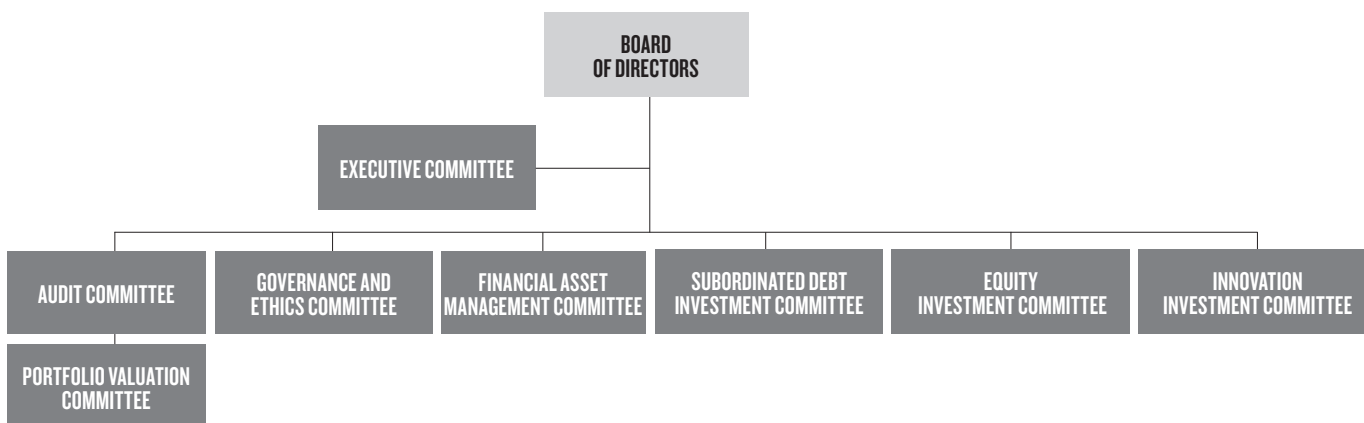 BOARD
OF DIRECTORS
EXECUTIVE COMMITTEE
AUDIT COMMITTEE
GOVERNANCE AND
ETHICS COMMITTEE
FINANCIAL ASSET
MANAGEMENT COMMITTEE
SUBORDINATED DEBT
INVESTMENT COMMITTEE
EQUITY
INVESTMENT COMMITTEE
INNOVATION
INVESTMENT COMMITTEE
PORTFOLIO VALUATION
COMMITTEE